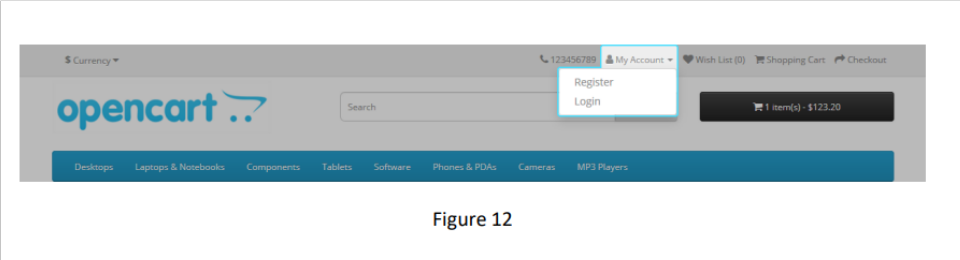 $ Currency 123456789 My Account Wish List (0) Shopping Cart Checkout
Register
Login
opencart
Search
1 item(s) - $123.20
Desktops Laptops & Notebooks Components Tablets Software Phones & PDAs Cameras MP3 Players
Figure 12